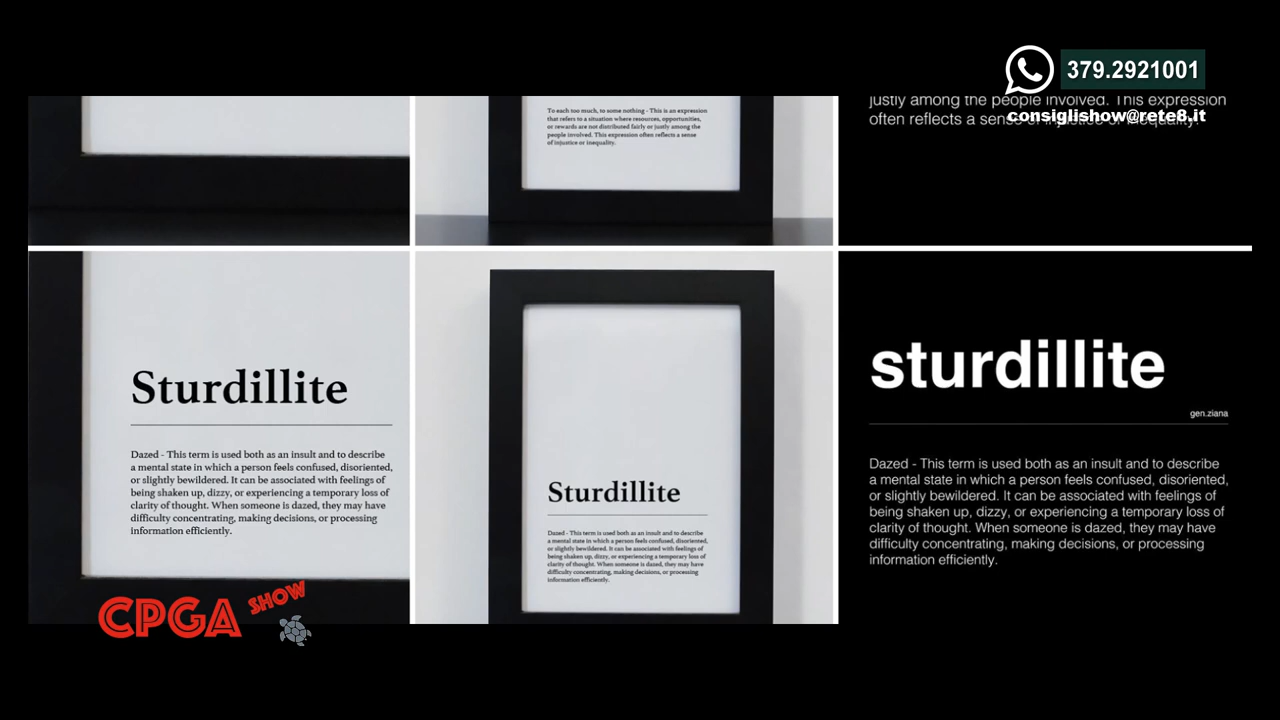 379.2921001
justly among the people involved. This expression
often reflects a sense of injustice or inequality.
consiglishow@rete8.it
To each too much, to some nothing - This is an expression
that refers to a situation where resources, opportunities,
or rewards are not distributed fairly or justly among the
people involved. This expression often reflects a sense
of injustice or inequality.
Sturdillite
Dazed - This term is used both as an insult and to describe
a mental state in which a person feels confused, disoriented,
or slightly bewildered. It can be associated with feelings of
being shaken up, dizzy, or experiencing a temporary loss of
clarity of thought. When someone is dazed, they may have
difficulty concentrating, making decisions, or processing
information efficiently.
Sturdillite
Dazed - This term is used both as an insult and to describe
a mental state in which a person feels confused, disoriented,
or slightly bewildered. It can be associated with feelings of
being shaken up, dizzy, or experiencing a temporary loss of
clarity of thought. When someone is dazed, they may have
difficulty concentrating, making decisions, or processing
information efficiently.
sturdillite
gen.ziana
Dazed - This term is used both as an insult and to describe
a mental state in which a person feels confused, disoriented,
or slightly bewildered. It can be associated with feelings of
being shaken up, dizzy, or experiencing a temporary loss of
clarity of thought. When someone is dazed, they may have
difficulty concentrating, making decisions, or processing
information efficiently.
CPGA SHOW